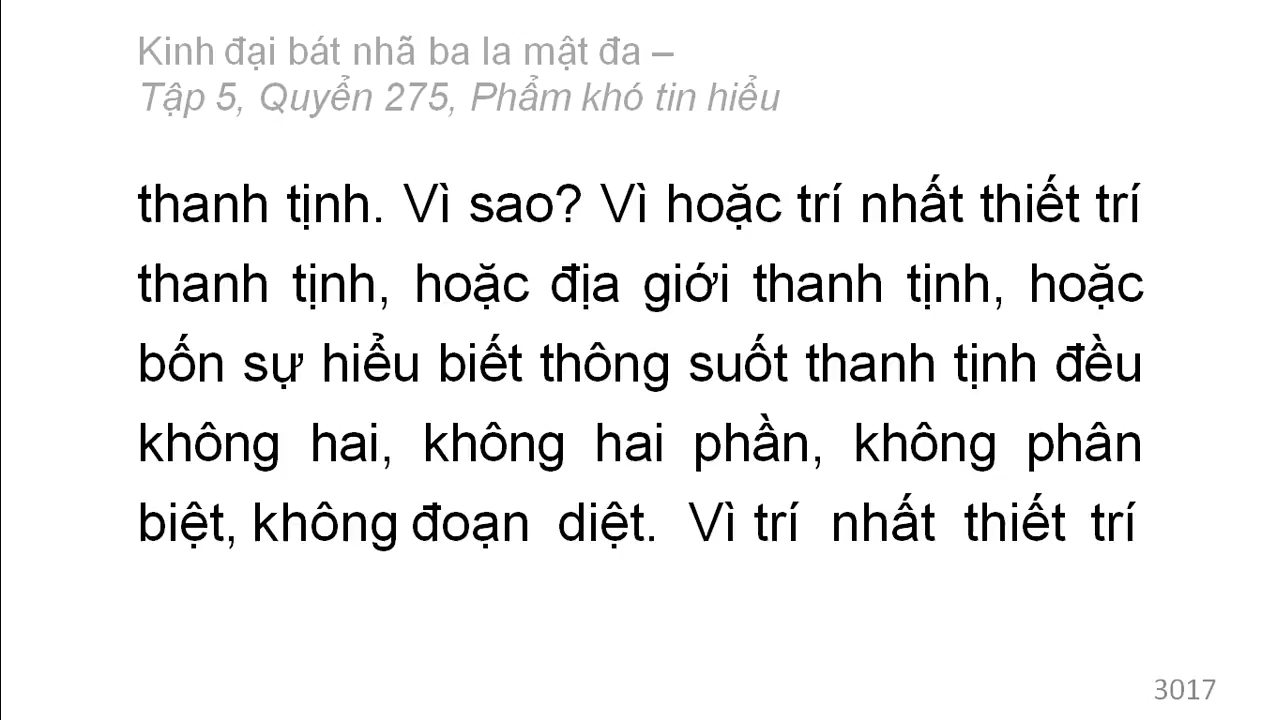 Kinh đại bát nhã ba la mật đa –
Tập 5, Quyển 275, Phẩm khó tin hiểu
thanh tịnh. Vì sao? Vì hoặc trí nhất thiết trí
thanh tịnh, hoặc địa giới thanh tịnh, hoặc
bốn sự hiểu biết thông suốt thanh tịnh đều
không hai, không hai phần, không phân
biệt, không đoạn diệt. Vì trí nhất thiết trí
3017